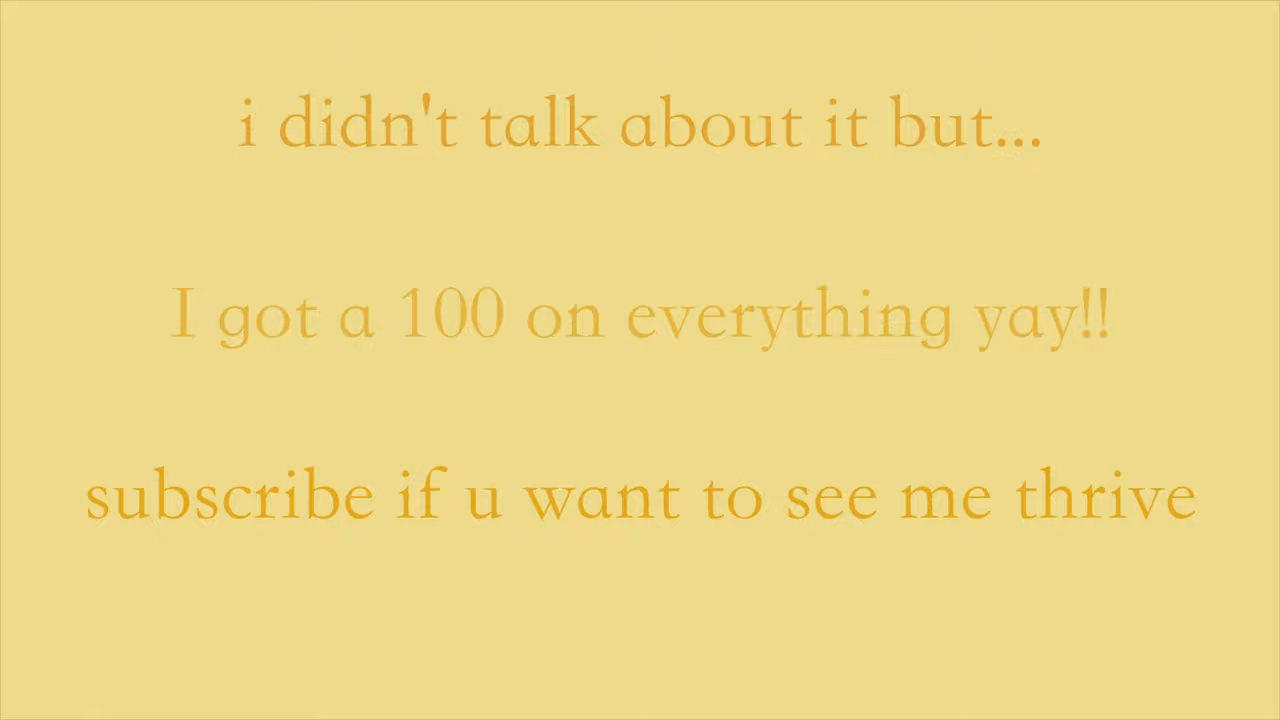 i didn't talk about it but...
I got a 100 on everything yay!!
subscribe if u want to see me thrive